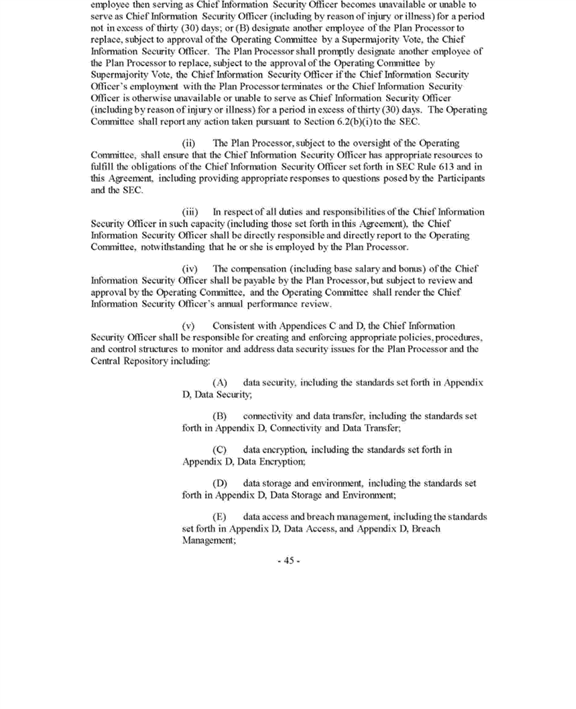 employee then serving as Chief Information Security Officer becomes unavailable or unable to
serve as Chief Information Security Officer (including by reason of injury or illness) for a period
not in excess of thirty (30) days; or (B) designate another employee of the Plan Processor to
replace, subject to approval of the Operating Committee by a Supermajority Vote, the Chief
Information Security Officer. The Plan Processor shall promptly designate another employee of
the Plan Processor to replace, subject to the approval of the Operating Committee by
Supermajority Vote, the Chief Information Security Officer if the Chief Information Security
Officer's employment with the Plan Processor terminates or the Chief Information Security
Officer is otherwise unavailable or unable to serve as Chief Information Security Officer
(including by reason of injury or illness) for a period in excess of thirty (30) days. The Operating
Committee shall report any action taken pursuant to Section 6.2(b)(i) to the SEC.
(ii) The Plan Processor, subject to the oversight of the Operating
Committee, shall ensure that the Chief Information Security Officer has appropriate resources to
fulfill the obligations of the Chief Information Security Officer set forth in SEC Rule 613 and in
this Agreement, including providing appropriate responses to questions posed by the Participants
and the SEC.
(iii) In respect of all duties and responsibilities of the Chief Information
Security Officer in such capacity (including those set forth in this Agreement), the Chief
Information Security Officer shall be directly responsible and directly report to the Operating
Committee, notwithstanding that he or she is employed by the Plan Processor.
(iv) The compensation (including base salary and bonus) of the Chief
Information Security Officer shall be payable by the Plan Processor, but subject to review and
approval by the Operating Committee, and the Operating Committee shall render the Chief
Information Security Officer's annual performance review.
(v) Consistent with Appendices C and D, the Chief Information
Security Officer shall be responsible for creating and enforcing appropriate policies, procedures,
and control structures to monitor and address data security issues for the Plan Processor and the
Central Repository including:
(A) data security, including the standards set forth in Appendix
D, Data Security;
(B) connectivity and data transfer, including the standards set
forth in Appendix D, Connectivity and Data Transfer;
(C) data encryption, including the standards set forth in
Appendix D, Data Encryption;
(D) data storage and environment, including the standards set
forth in Appendix D, Data Storage and Environment;
(E) data access and breach management, including the standards
set forth in Appendix D, Data Access, and Appendix D, Breach
Management;
- 45 -